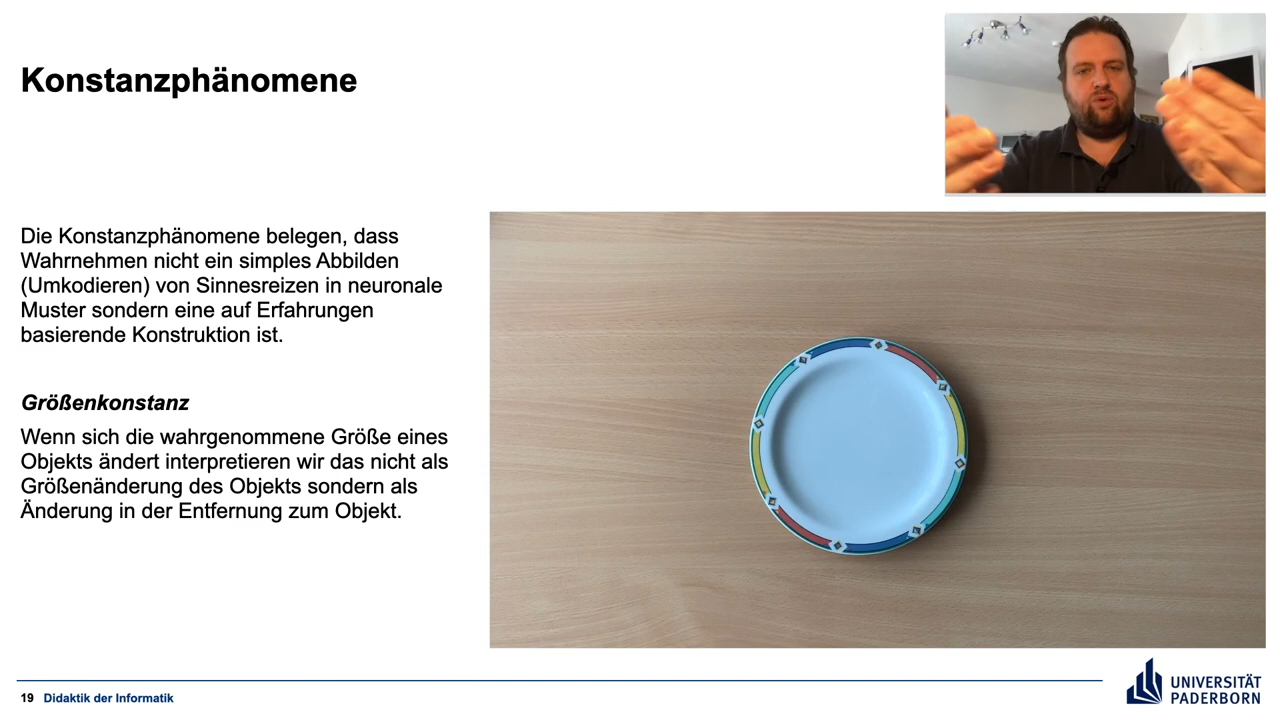 Konstanzphänomene
Die Konstanzphänomene belegen, dass
Wahrnehmen nicht ein simples Abbilden
(Umkodieren) von Sinnesreizen in neuronale
Muster sondern eine auf Erfahrungen
basierende Konstruktion ist.
Größenkonstanz
Wenn sich die wahrgenommene Größe eines
Objekts ändert interpretieren wir das nicht als
Größenänderung des Objekts sondern als
Änderung in der Entfernung zum Objekt.
19 Didaktik der Informatik
UNIVERSITÄT
PADERBORN